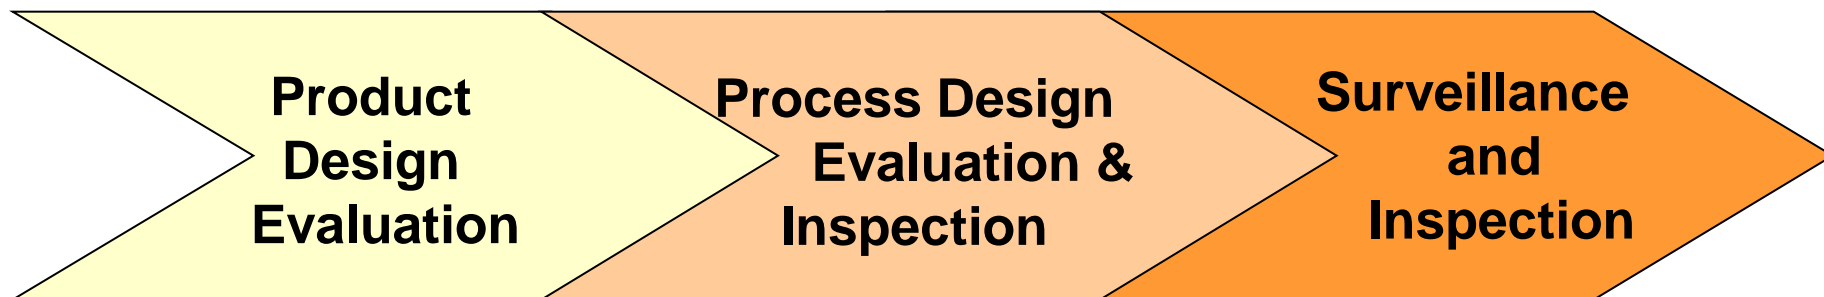 Product
Design
Evaluation
Process Design
Evaluation &
Inspection
Surveillance
and
Inspection